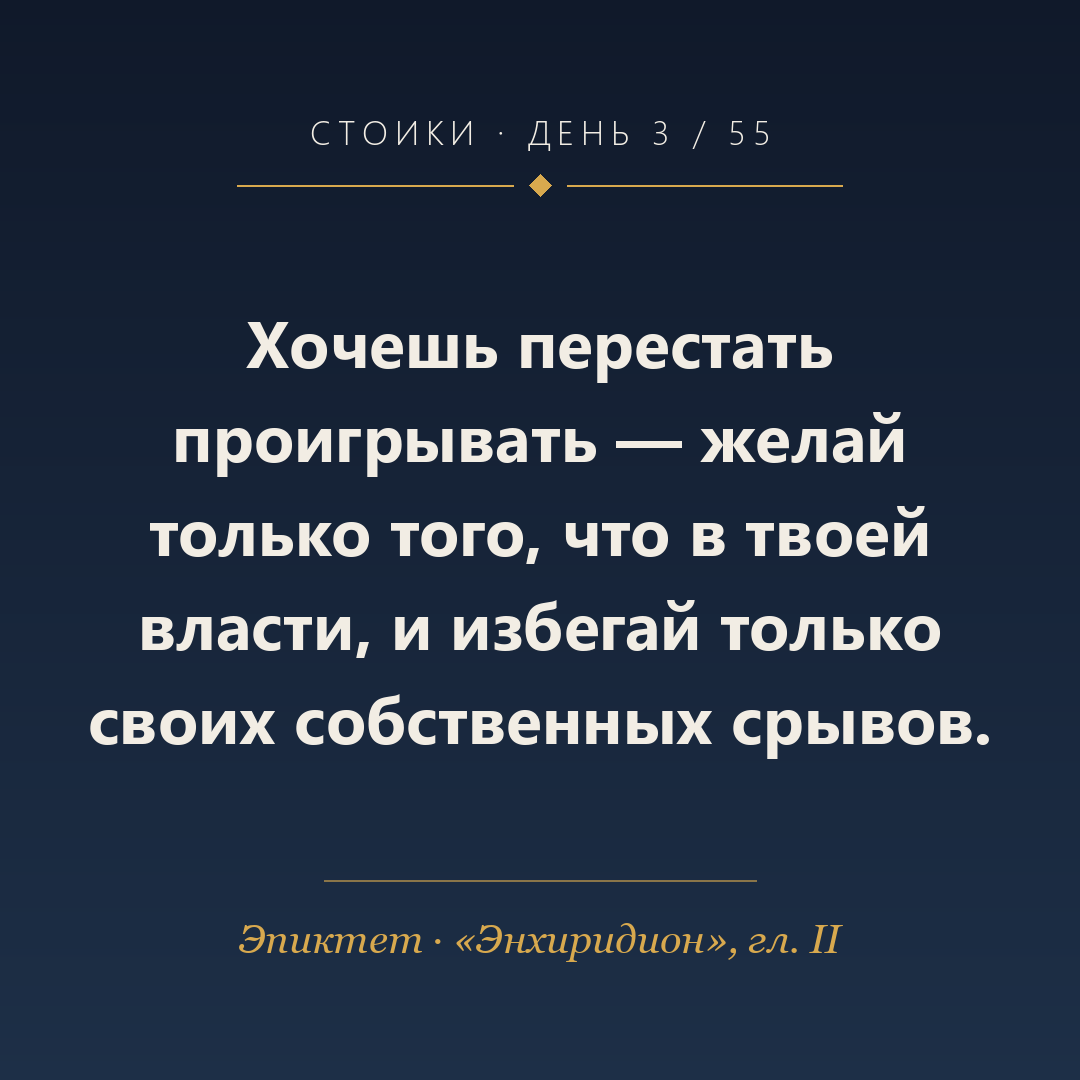 СТОИКИ · ДЕНЬ 3 / 55
Хочешь перестать
проигрывать — желай
только того, что в твоей
власти, и избегай только
своих собственных срывов.
Эпиктет · «Энхиридион», гл. II